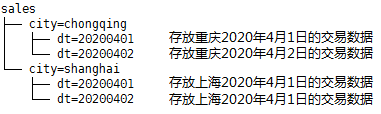 sales
├── city=chongqing
│   ├── dt=20200401    存放重庆2020年4月1日的交易数据
│   └── dt=20200402    存放重庆2020年4月2日的交易数据
└── city=shanghai
    ├── dt=20200401    存放上海2020年4月1日的交易数据
    └── dt=20200402    存放上海2020年4月1日的交易数据